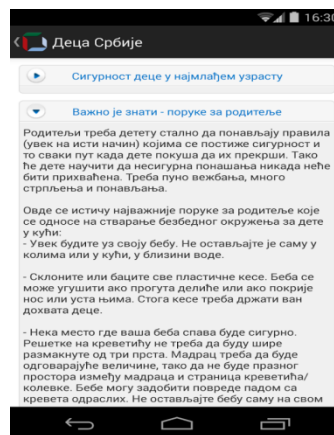 16:30
Деца Србије
Сигурност деце у најмлађем узрасту
Важно је знати - поруке за родитеље
Родитељи треба детету стално да понављају правила
(увек на исти начин) којима се постиже сигурност и
то сваки пут када дете покуша да их прекрши. Тако
ће дете научити да несигурна понашања никада неће
бити прихваћена. Треба пуно вежбања, много
стрпљења и понављања.
Овде се истичу најважније поруке за родитеље које
се односе на стварање безбедног окружења за дете
у кући:
- Увек будите уз своју бебу. Не остављајте је саму у
колима или у кући, у близини воде.
- Склоните или баците све пластичне кесе. Беба се
може угушити ако прогута делиће или ако покрије
нос или уста њима. Стога кесе треба држати ван
дохвата деце.
- Нека место где ваша беба спава буде сигурно.
Решетке на креветићу не треба да буду шире
размакнуте од три прста. Мадрац треба да буде
одговарајуће величине, тако да не буде празног
простора између мадраца и страница креветића/
колевке. Бебе могу задобити повреде падом са
кревета одраслих. Не остављајте бебу саму на свом